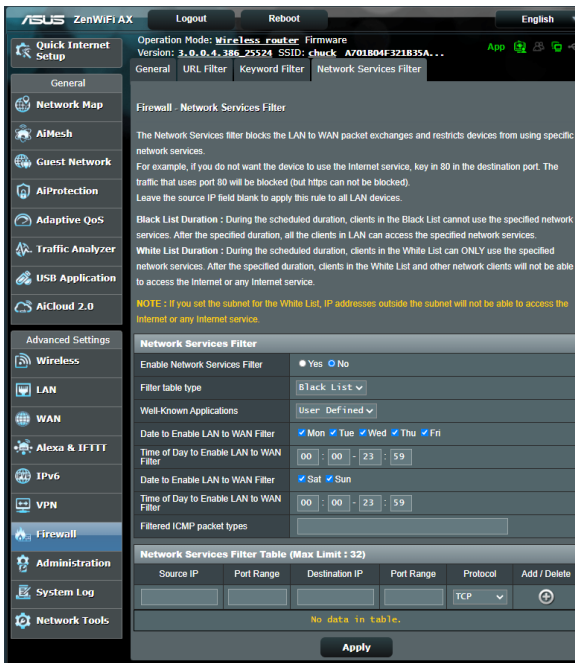 ASUS ZenWiFi AX
Logout
Reboot
English
Quick Internet
Setup
Operation Mode: Wireless router Firmware
Version: 3.0.0.4.386_25524 SSID: chuck A701B04F321B35A...
App
General
URL Filter
Keyword Filter
Network Services Filter
General
Network Map
AiMesh
Guest Network
AiProtection
Adaptive QoS
Traffic Analyzer
USB Application
AiCloud 2.0
Advanced Settings
Wireless
LAN
WAN
Alexa & IFTTT
IPv6
VPN
Firewall
Administration
System Log
Network Tools
Firewall - Network Services Filter
The Network Services filter blocks the LAN to WAN packet exchanges and restricts devices from using specific
network services.
For example, if you do not want the device to use the Internet service, key in 80 in the destination port. The
traffic that uses port 80 will be blocked (but https can not be blocked).
Leave the source IP field blank to apply this rule to all LAN devices.
Black List Duration : During the scheduled duration, clients in the Black List cannot use the specified network
services. After the specified duration, all the clients in LAN can access the specified network services.
White List Duration : During the scheduled duration, clients in the White List can ONLY use the specified
network services. After the specified duration, clients in the White List and other network clients will not be able
to access the Internet or any Internet service.
NOTE : If you set the subnet for the White List, IP addresses outside the subnet will not be able to access the
Internet or any Internet service.
Network Services Filter
Enable Network Services Filter Yes No
Filter table type Black List
Well-Known Applications User Defined
Date to Enable LAN to WAN Filter Mon Tue Wed Thu Fri
Time of Day to Enable LAN to WAN
Filter
00 : 00 - 23 : 59
Date to Enable LAN to WAN Filter Sat Sun
Time of Day to Enable LAN to WAN
Filter
00 : 00 - 23 : 59
Filtered ICMP packet types
Network Services Filter Table (Max Limit : 32)
Source IP Port Range Destination IP Port Range Protocol Add / Delete
TCP
No data in table.
Apply